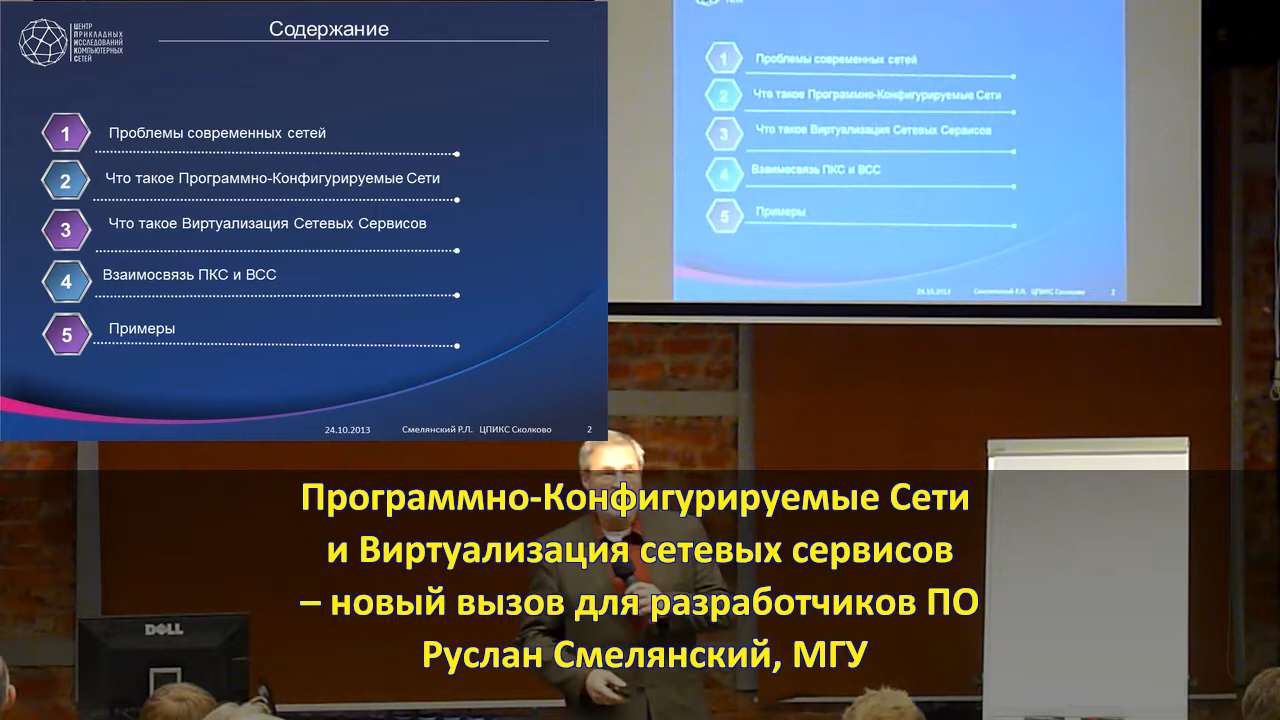 ЦЕНТР
ПРИКЛАДНЫХ
ИССЛЕДОВАНИЙ
КОМПЬЮТЕРНЫХ
СЕТЕЙ
Содержание
1 Проблемы современных сетей
2 Что такое Программно-Конфигурируемые Сети
3 Что такое Виртуализация Сетевых Сервисов
4 Взаимосвязь ПКС и ВСС
5 Примеры
24.10.2013 Смелянский Р.Л. ЦПИКС Сколково 2
1 Проблемы современных сетей
2 Что такое Программно-Конфигурируемые Сети
3 Что такое Виртуализация Сетевых Сервисов
4 Взаимосвязь ПКС и ВСС
5 Примеры
24.10.2013 Смелянский Р.Л. ЦПИКС Сколково 2
DELL
Программно-Конфигурируемые Сети
и Виртуализация сетевых сервисов
– новый вызов для разработчиков ПО
Руслан Смелянский, МГУ